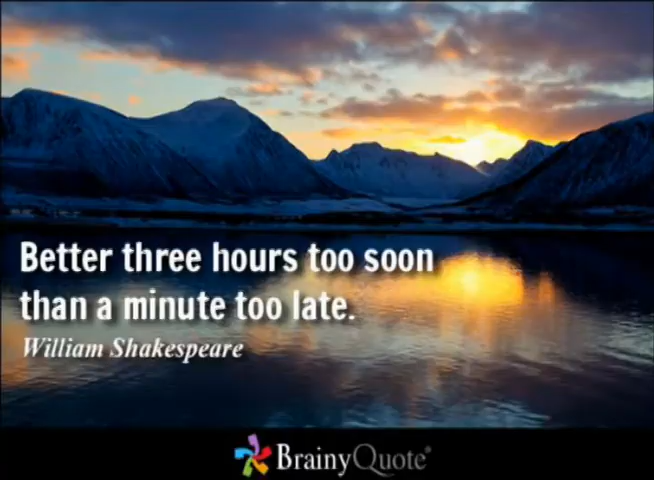 Better three hours too soon
than a minute too late.
William Shakespeare
BrainyQuote®